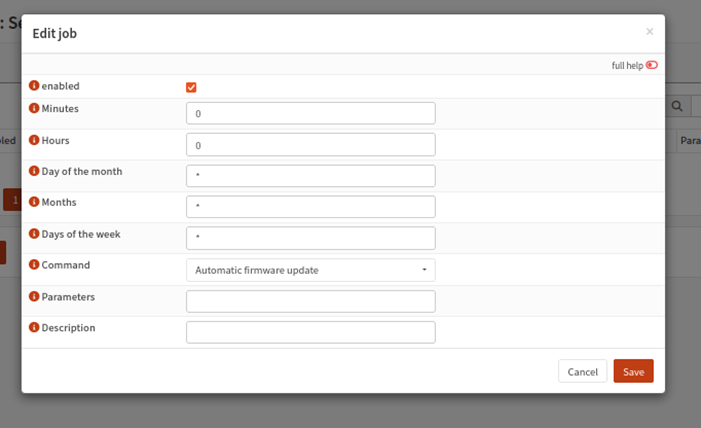 : Se
Edit job
×
full help
enabled
Minutes
0
Hours
0
Day of the month
*
Months
*
Days of the week
*
led
Para
1
Command
Automatic firmware update
Parameters
Description
Cancel
Save